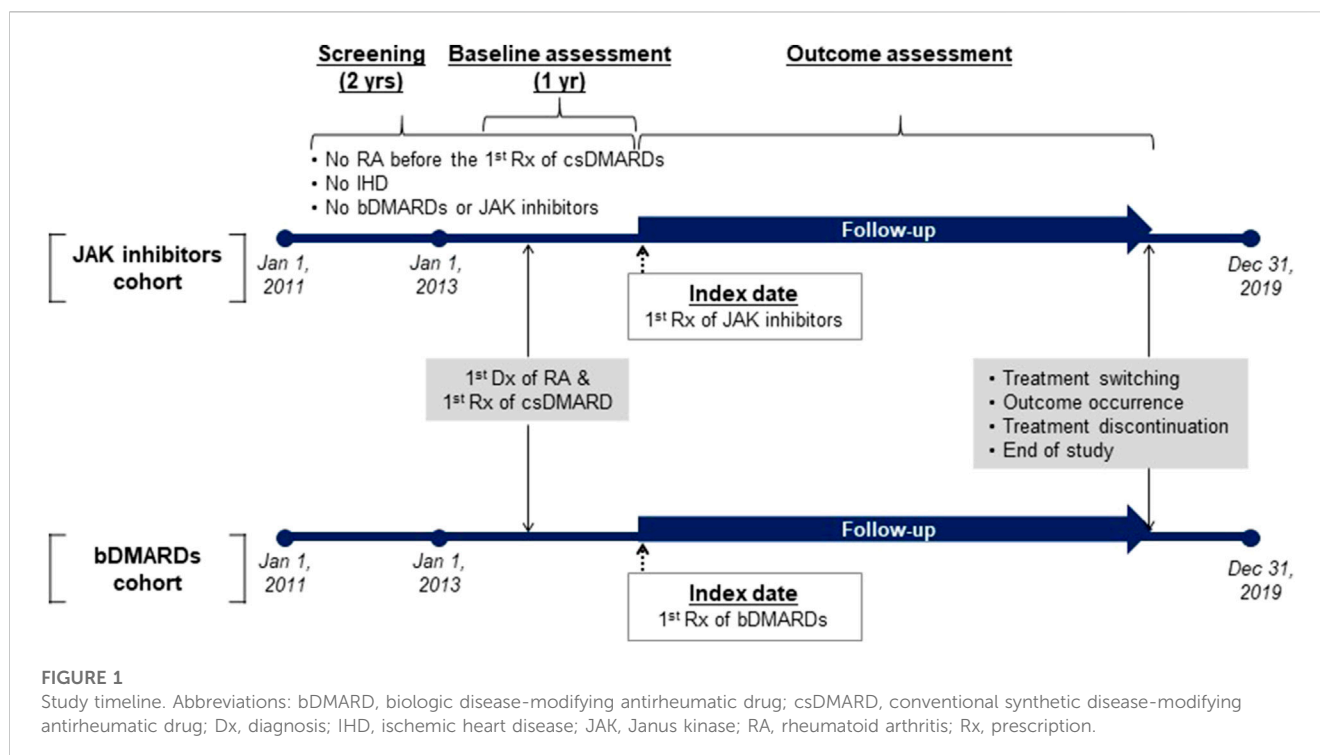 Screening
(2 yrs)
Baseline assessment
(1 yr)
Outcome assessment
• No RA before the 1st Rx of csDMARDs
• No IHD
• No bDMARDs or JAK inhibitors
JAK inhibitors
cohort
Jan 1,
2011
Jan 1,
2013
Follow-up
Dec 31,
2019
Index date
1st Rx of JAK inhibitors
1st Dx of RA &
1st Rx of csDMARD
• Treatment switching
• Outcome occurrence
• Treatment discontinuation
• End of study
bDMARDs
cohort
Jan 1,
2011
Jan 1,
2013
Follow-up
Dec 31,
2019
Index date
1st Rx of bDMARDs
FIGURE 1
Study timeline. Abbreviations: bDMARD, biologic disease-modifying antirheumatic drug; csDMARD, conventional synthetic disease-modifying
antirheumatic drug; Dx, diagnosis; IHD, ischemic heart disease; JAK, Janus kinase; RA, rheumatoid arthritis; Rx, prescription.